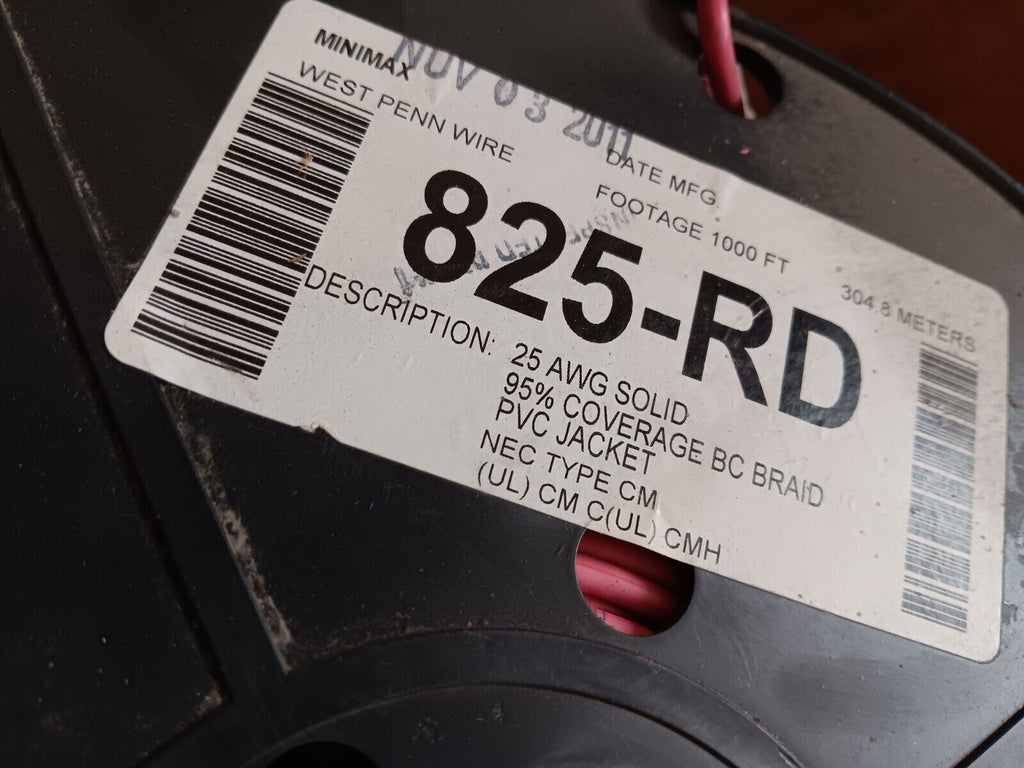 MINIMAX
NOV 03 2011
WEST PENN WIRE
DATE MFG.
825-RD
FOOTAGE 1000 FT
304.8 METERS
DESCRIPTION: 25 AWG SOLID
95% COVERAGE BC BRAID
PVC JACKET
NEC TYPE CM
(UL) CM C(UL) CMH